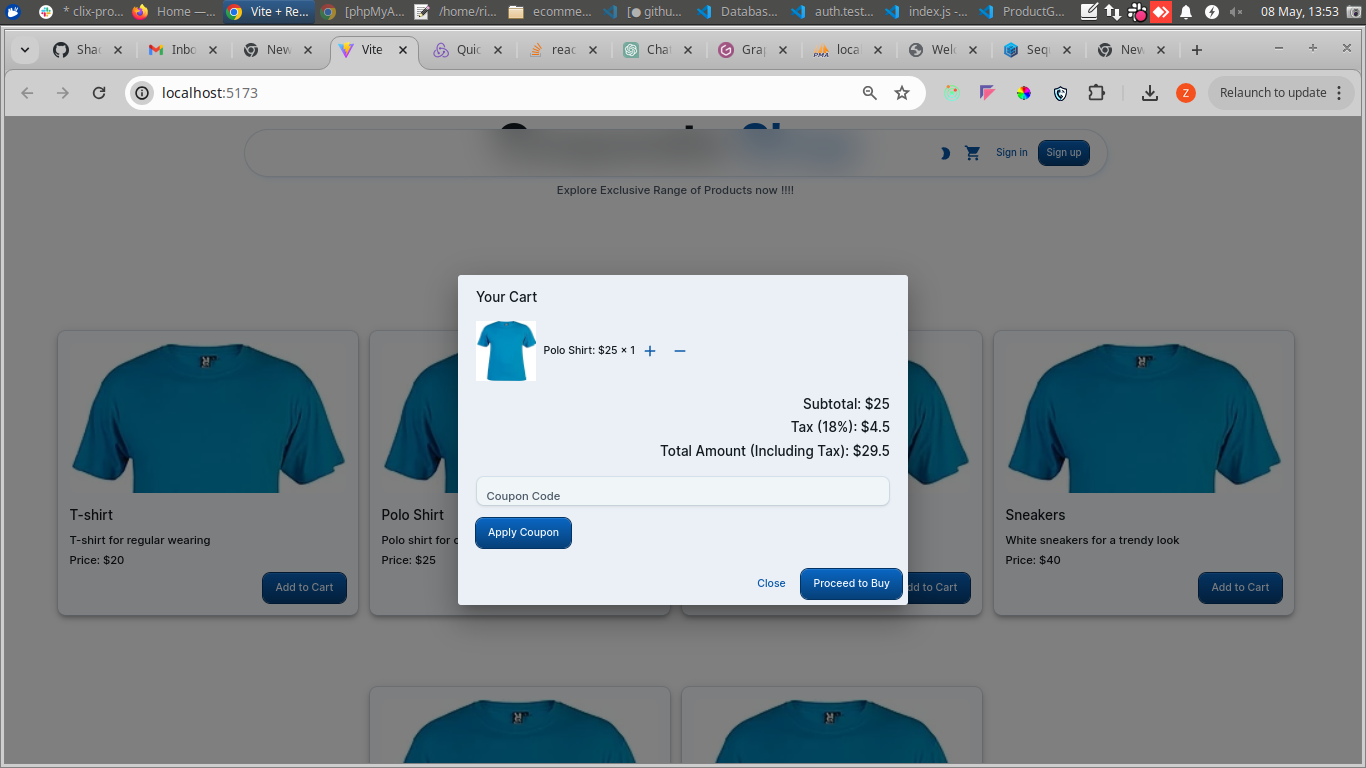 * clix-pro...
Home —...
Vite + Re...
[phpMyA...
/home/ri...
ecomme...
[● githu...
Databas...
auth.test...
index.js -...
ProductG...
08 May, 13:53
Shac
Inbo
New
Vite
Quic
reac
Chat
Grap
loca
Welc
Sequ
New
localhost:5173
Z
Relaunch to update
Sign in
Sign up
Explore Exclusive Range of Products now !!!!
Your Cart
Polo Shirt: $25 × 1
Subtotal: $25
Tax (18%): $4.5
Total Amount (Including Tax): $29.5
Coupon Code
Apply Coupon
Close
Proceed to Buy
T-shirt
T-shirt for regular wearing
Price: $20
Add to Cart
Polo Shirt
Polo shirt for
Price: $25
dd to Cart
Sneakers
White sneakers for a trendy look
Price: $40
Add to Cart